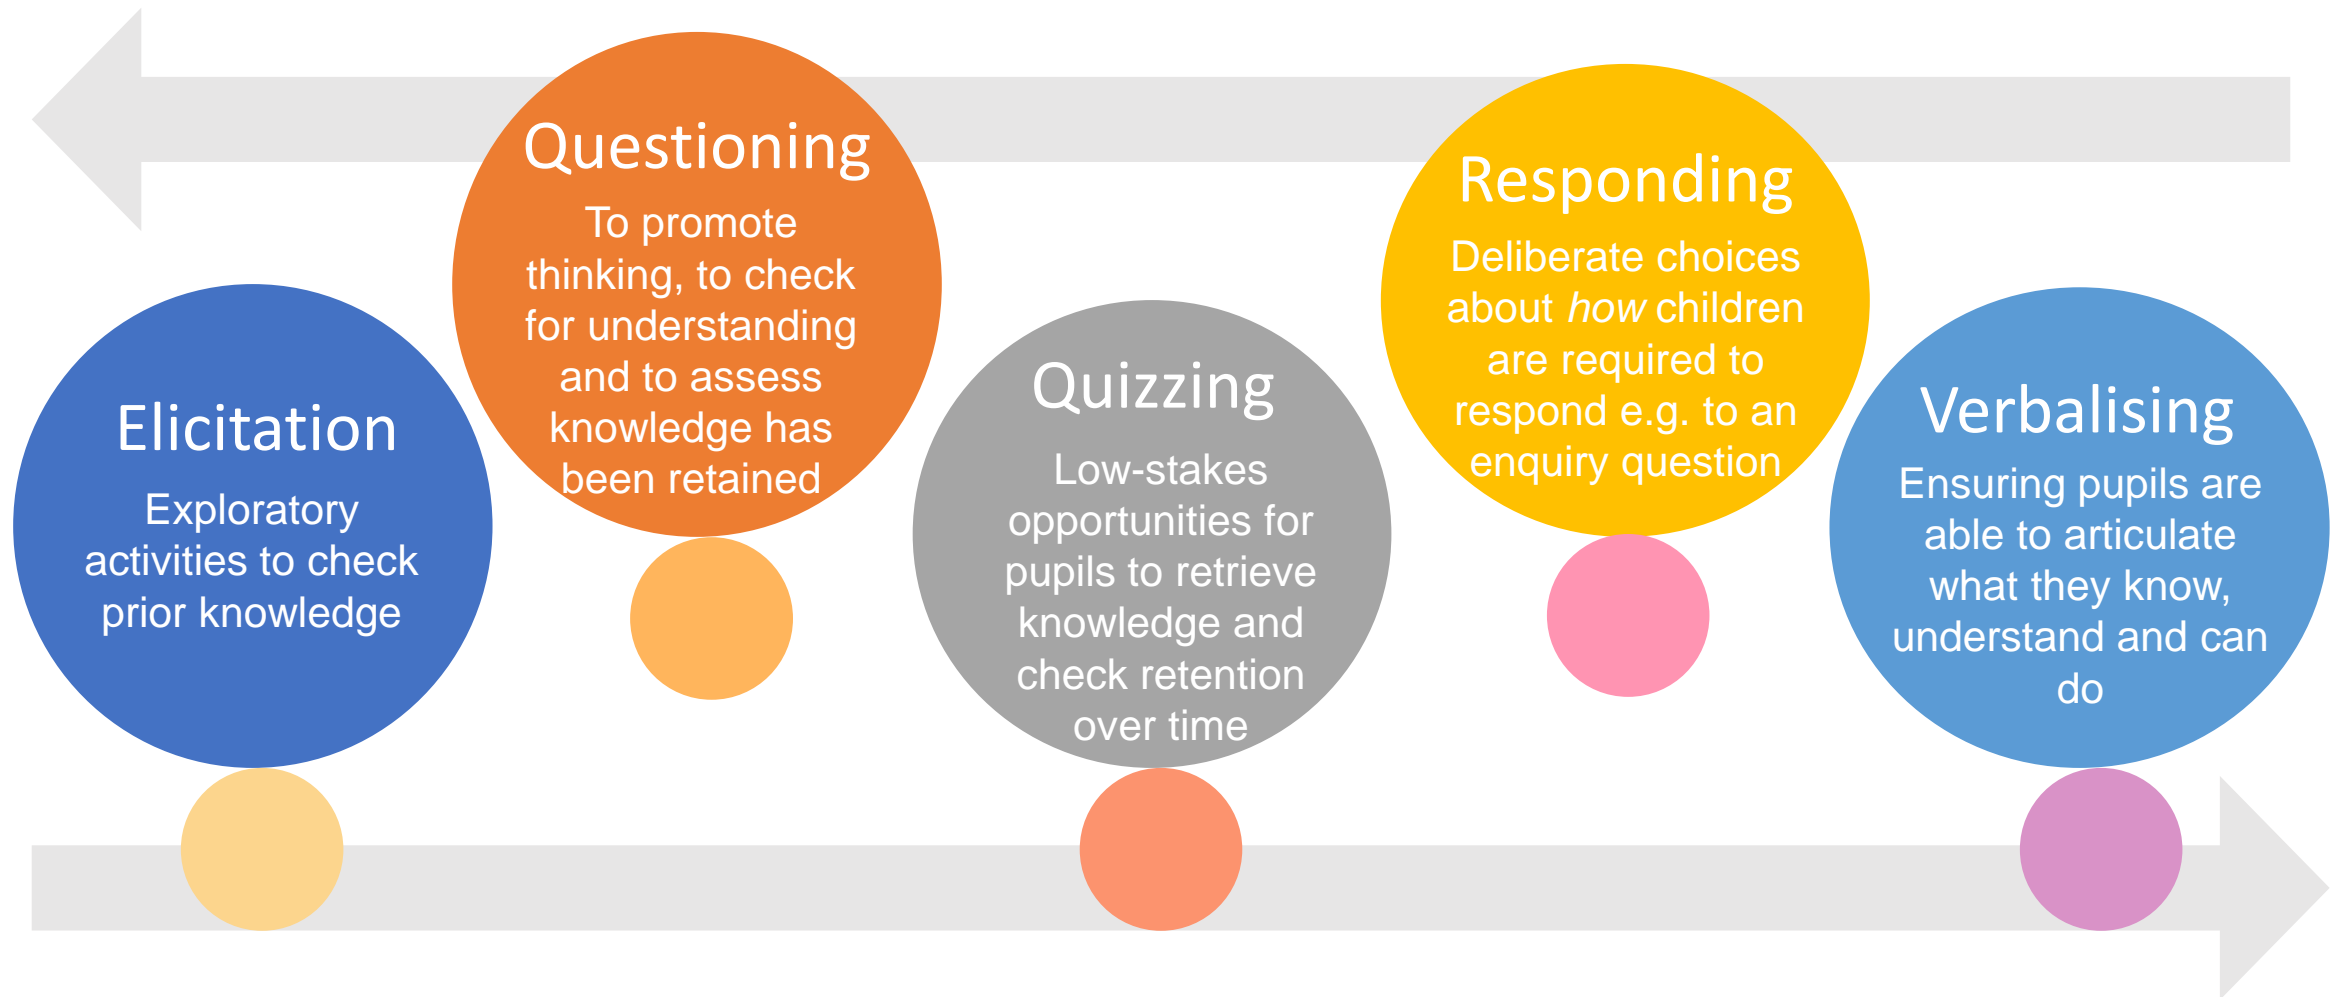 Elicitation
Exploratory
activities to check
prior knowledge
Questioning
To promote
thinking, to check
for understanding
and to assess
knowledge has
been retained
Quizzing
Low-stakes
opportunities for
pupils to retrieve
knowledge and
check retention
over time
Responding
Deliberate choices
about how children
are required to
respond e.g. to an
enquiry question
Verbalising
Ensuring pupils are
able to articulate
what they know,
understand and can
do